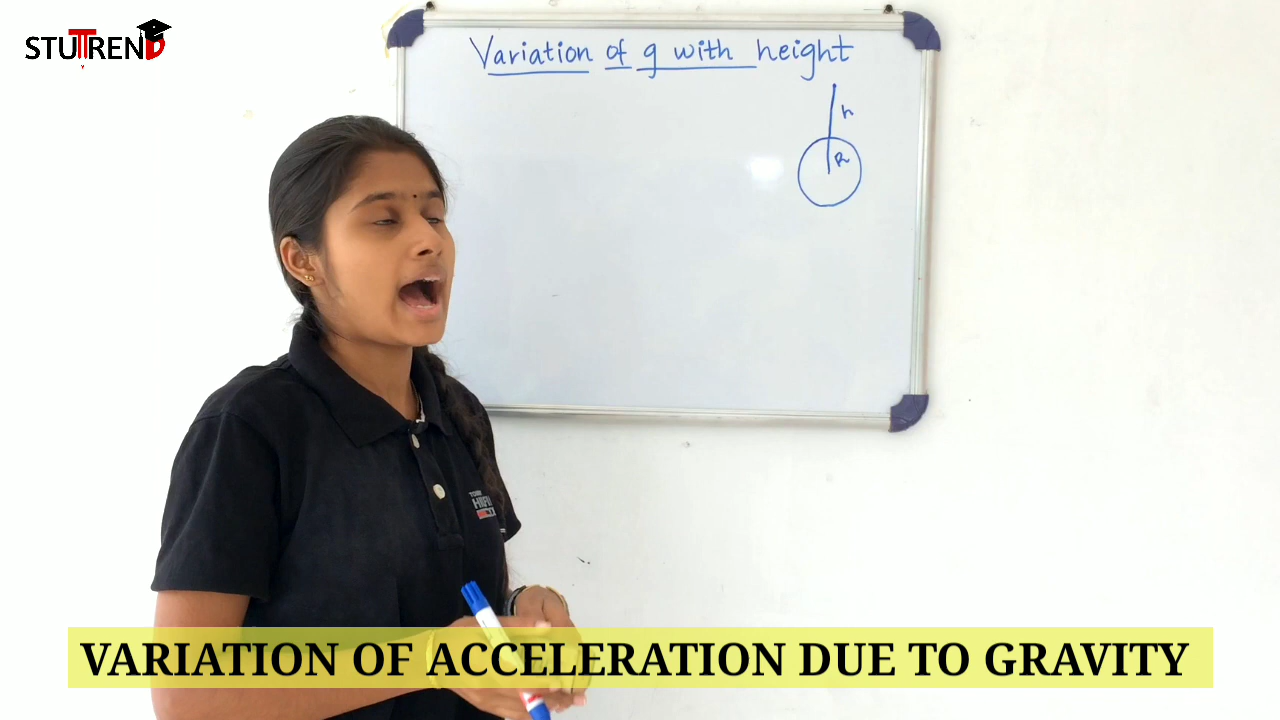 STUTREND
Variation of g with height
h
R
VARIATION OF ACCELERATION DUE TO GRAVITY